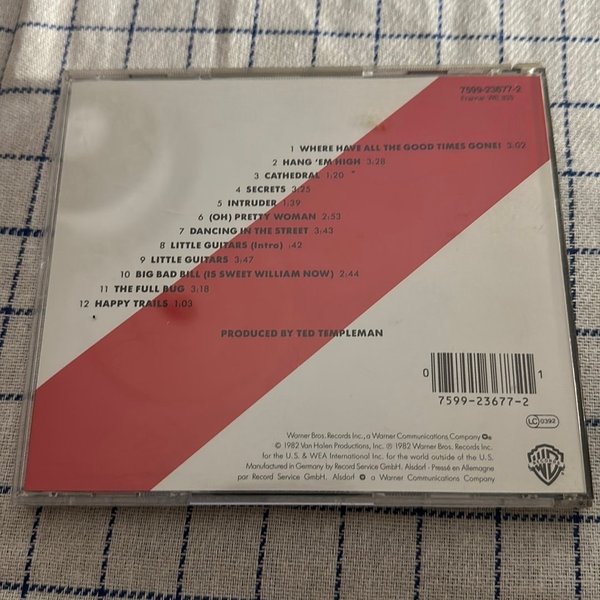 7599-23677-2
France: WE 835
1 WHERE HAVE ALL THE GOOD TIMES GONE! 3:02
2 HANG 'EM HIGH 3:28
3 CATHEDRAL 1:20
4 SECRETS 3:25
5 INTRUDER 1:39
6 (OH) PRETTY WOMAN 2:53
7 DANCING IN THE STREET 3:43
8 LITTLE GUITARS (Intro) :42
9 LITTLE GUITARS 3:47
10 BIG BAD BILL (IS SWEET WILLIAM NOW) 2:44
11 THE FULL BUG 3:18
12 HAPPY TRAILS 1:03
PRODUCED BY TED TEMPLEMAN
0 1
7599-23677-2
LC 0392
Warner Bros. Records Inc., a Warner Communications Company
© 1982 Van Halen Productions, Inc. ℗ 1982 Warner Bros. Records Inc.
for the U.S. & WEA International Inc. for the world outside of the U.S.
Manufactured in Germany by Record Service GmbH. Alsdorf · Pressé en Allemagne
par Record Service GmbH. Alsdorf a Warner Communications Company